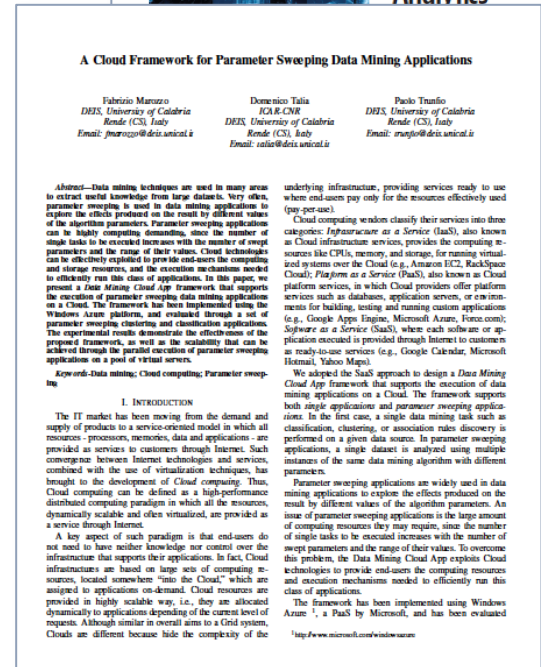 Analytics
A Cloud Framework for Parameter Sweeping Data Mining Applications
Fabrizio Marozzo
DEIS, University of Calabria
Rende (CS), Italy
Email: fmarozzo@deis.unical.it
Domenico Talia
ICAR-CNR
DEIS, University of Calabria
Rende (CS), Italy
Email: talia@deis.unical.it
Paolo Trunfio
DEIS, University of Calabria
Rende (CS), Italy
Email: trunfio@deis.unical.it
Abstract—Data mining techniques are used in many areas
to extract useful knowledge from large datasets. Very often,
parameter sweeping is used in data mining applications to
explore the effects produced on the result by different values
of the algorithm parameters. Parameter sweeping applications
can be highly computing demanding, since the number of
single tasks to be executed increases with the number of swept
parameters and the range of their values. Cloud technologies
can be effectively exploited to provide end-users the computing
and storage resources, and the execution mechanisms needed
to efficiently run this class of applications. In this paper, we
present a Data Mining Cloud App framework that supports
the execution of parameter sweeping data mining applications
on a Cloud. The framework has been implemented using the
Windows Azure platform, and evaluated through a set of
parameter sweeping clustering and classification applications.
The experimental results demonstrate the effectiveness of the
proposed framework, as well as the scalability that can be
achieved through the parallel execution of parameter sweeping
applications on a pool of virtual servers.
Keywords-Data mining; Cloud computing; Parameter sweep-
ing
I. INTRODUCTION
The IT market has been moving from the demand and
supply of products to a service-oriented model in which all
resources - processors, memories, data and applications - are
provided as services to customers through Internet. Such
convergence between Internet technologies and services,
combined with the use of virtualization techniques, has
brought to the development of Cloud computing. Thus,
Cloud computing can be defined as a high-performance
distributed computing paradigm in which all the resources,
dynamically scalable and often virtualized, are provided as
a service through Internet.
A key aspect of such paradigm is that end-users do
not need to have neither knowledge nor control over the
infrastructure that supports their applications. In fact, Cloud
infrastructures are based on large sets of computing re-
sources, located somewhere “into the Cloud,” which are
assigned to applications on-demand. Cloud resources are
provided in highly scalable way, i.e., they are allocated
dynamically to applications depending of the current level of
requests. Although similar in overall aims to a Grid system,
Clouds are different because hide the complexity of the
underlying infrastructure, providing services ready to use
where end-users pay only for the resources effectively used
(pay-per-use).
Cloud computing vendors classify their services into three
categories: Infrastructure as a Service (IaaS), also known
as Cloud infrastructure services, provides the computing re-
sources like CPUs, memory, and storage, for running virtual-
ized systems over the Cloud (e.g., Amazon EC2, RackSpace
Cloud); Platform as a Service (PaaS), also known as Cloud
platform services, in which Cloud providers offer platform
services such as databases, application servers, or environ-
ments for building, testing and running custom applications
(e.g., Google Apps Engine, Microsoft Azure, Force.com);
Software as a Service (SaaS), where each software or ap-
plication executed is provided through Internet to customers
as ready-to-use services (e.g., Google Calendar, Microsoft
Hotmail, Yahoo Maps).
We adopted the SaaS approach to design a Data Mining
Cloud App framework that supports the execution of data
mining applications on a Cloud. The framework supports
both single applications and parameter sweeping applica-
tions. In the first case, a single data mining task such as
classification, clustering, or association rules discovery is
performed on a given data source. In parameter sweeping
applications, a single dataset is analyzed using multiple
instances of the same data mining algorithm with different
parameters.
Parameter sweeping applications are widely used in data
mining applications to explore the effects produced on the
result by different values of the algorithm parameters. An
issue of parameter sweeping applications is the large amount
of computing resources they may require, since the number
of single tasks to be executed increases with the number of
swept parameters and the range of their values. To overcome
this problem, the Data Mining Cloud App exploits Cloud
technologies to provide end-users the computing resources
and execution mechanisms needed to efficiently run this
class of applications.
The framework has been implemented using Windows
Azure ¹, a PaaS by Microsoft, and has been evaluated
¹http://www.microsoft.com/windowsazure